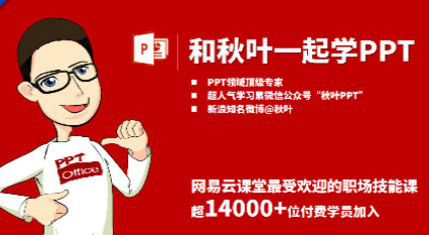 P
和秋叶一起学PPT
PPT领域顶级专家
超人气学习累微信公众号“秋叶PPT”
新浪知名微博@秋叶
PPT
Office
网易云课堂最受欢迎的职场技能课
超14000+位付费学员加入